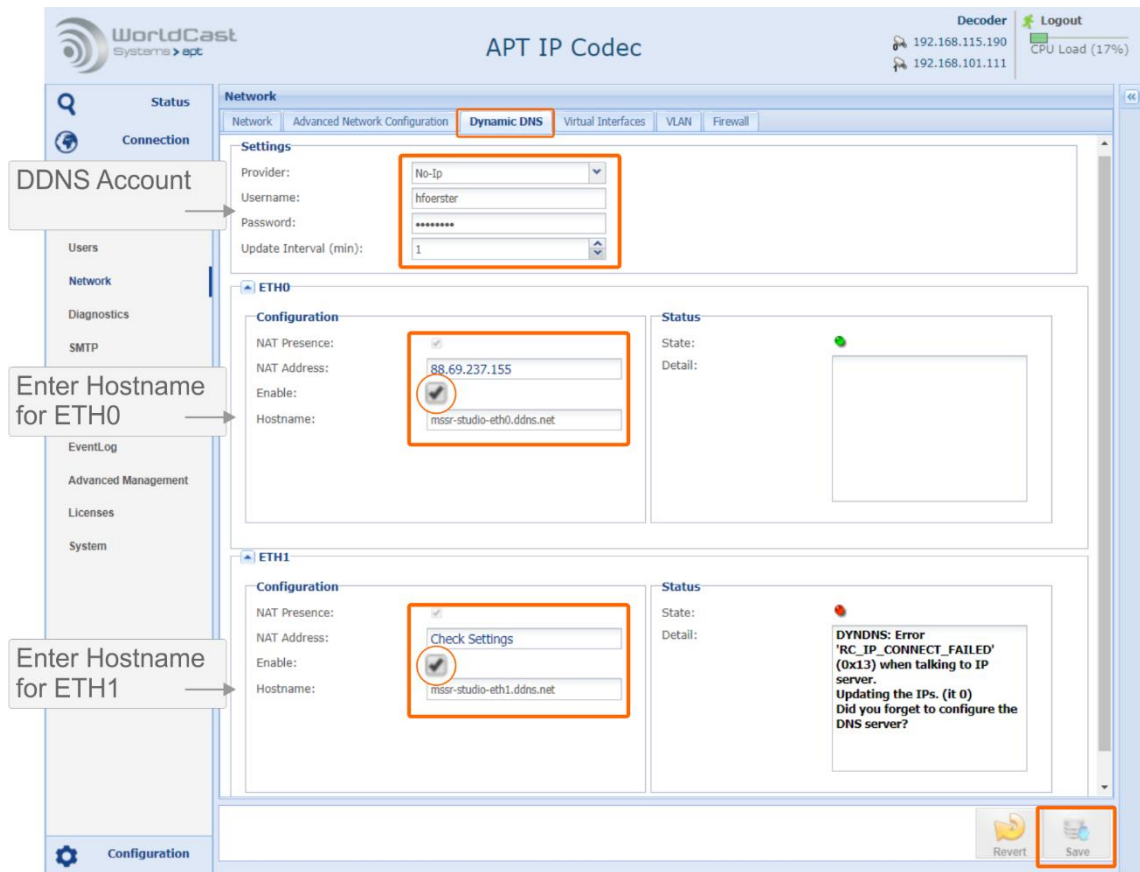 WorldCast
Systems > apt
APT IP Codec
Decoder
192.168.115.190
192.168.101.111
Logout
CPU Load (17%)
Status
Connection
Users
Network
Diagnostics
SMTP
EventLog
Advanced Management
Licenses
System
Configuration
DDNS Account
Enter Hostname
for ETH0
Enter Hostname
for ETH1
Network
Network
Advanced Network Configuration
Dynamic DNS
Virtual Interfaces
VLAN
Firewall
Settings
Provider: No-Ip
Username: hfoerster
Password: ••••••••
Update Interval (min): 1
ETH0
Configuration
NAT Presence:
NAT Address: 88.69.237.155
Enable:
Hostname: mssr-studio-eth0.ddns.net
Status
State:
Detail:
ETH1
Configuration
NAT Presence:
NAT Address: Check Settings
Enable:
Hostname: mssr-studio-eth1.ddns.net
Status
State:
Detail:
DYNDNS: Error
'RC_IP_CONNECT_FAILED'
(0x13) when talking to IP
server.
Updating the IPs. (it 0)
Did you forget to configure the
DNS server?
Revert
Save